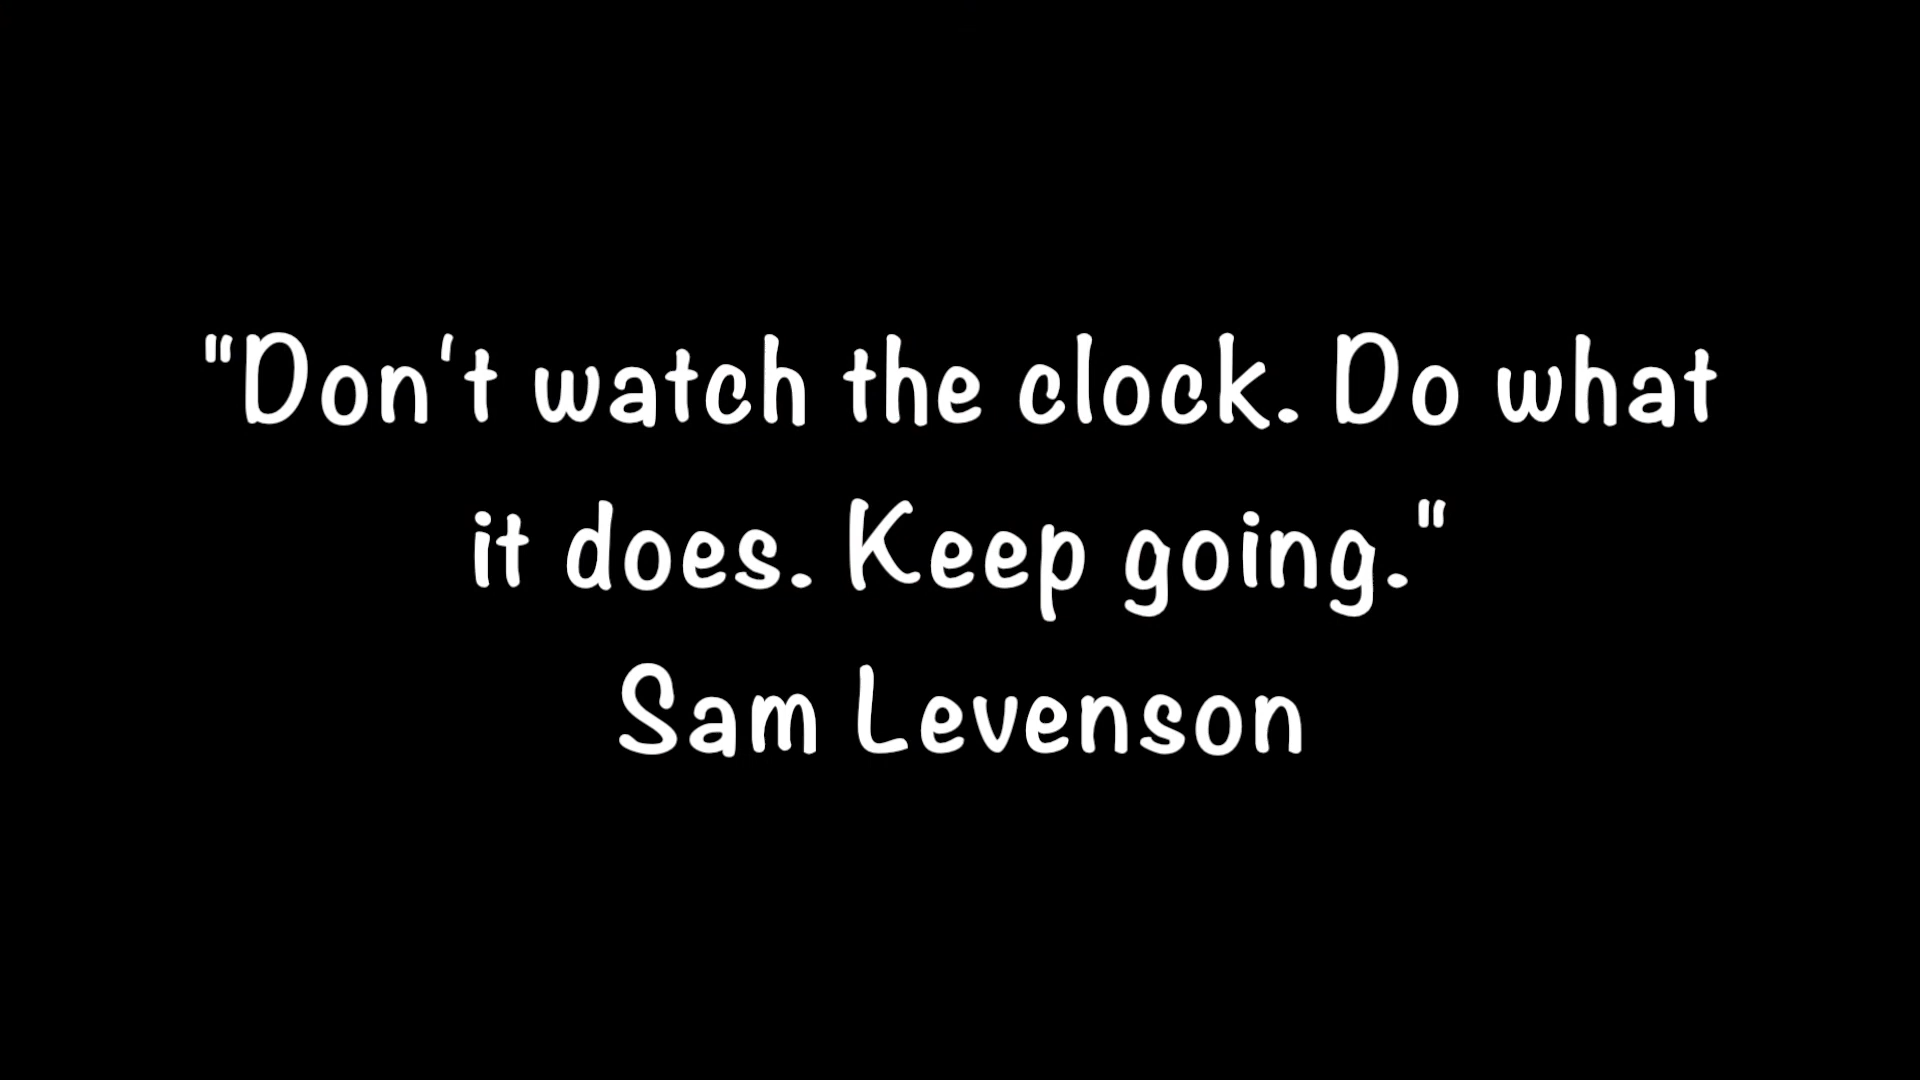 "Don't watch the clock. Do what
it does. Keep going."
Sam Levenson